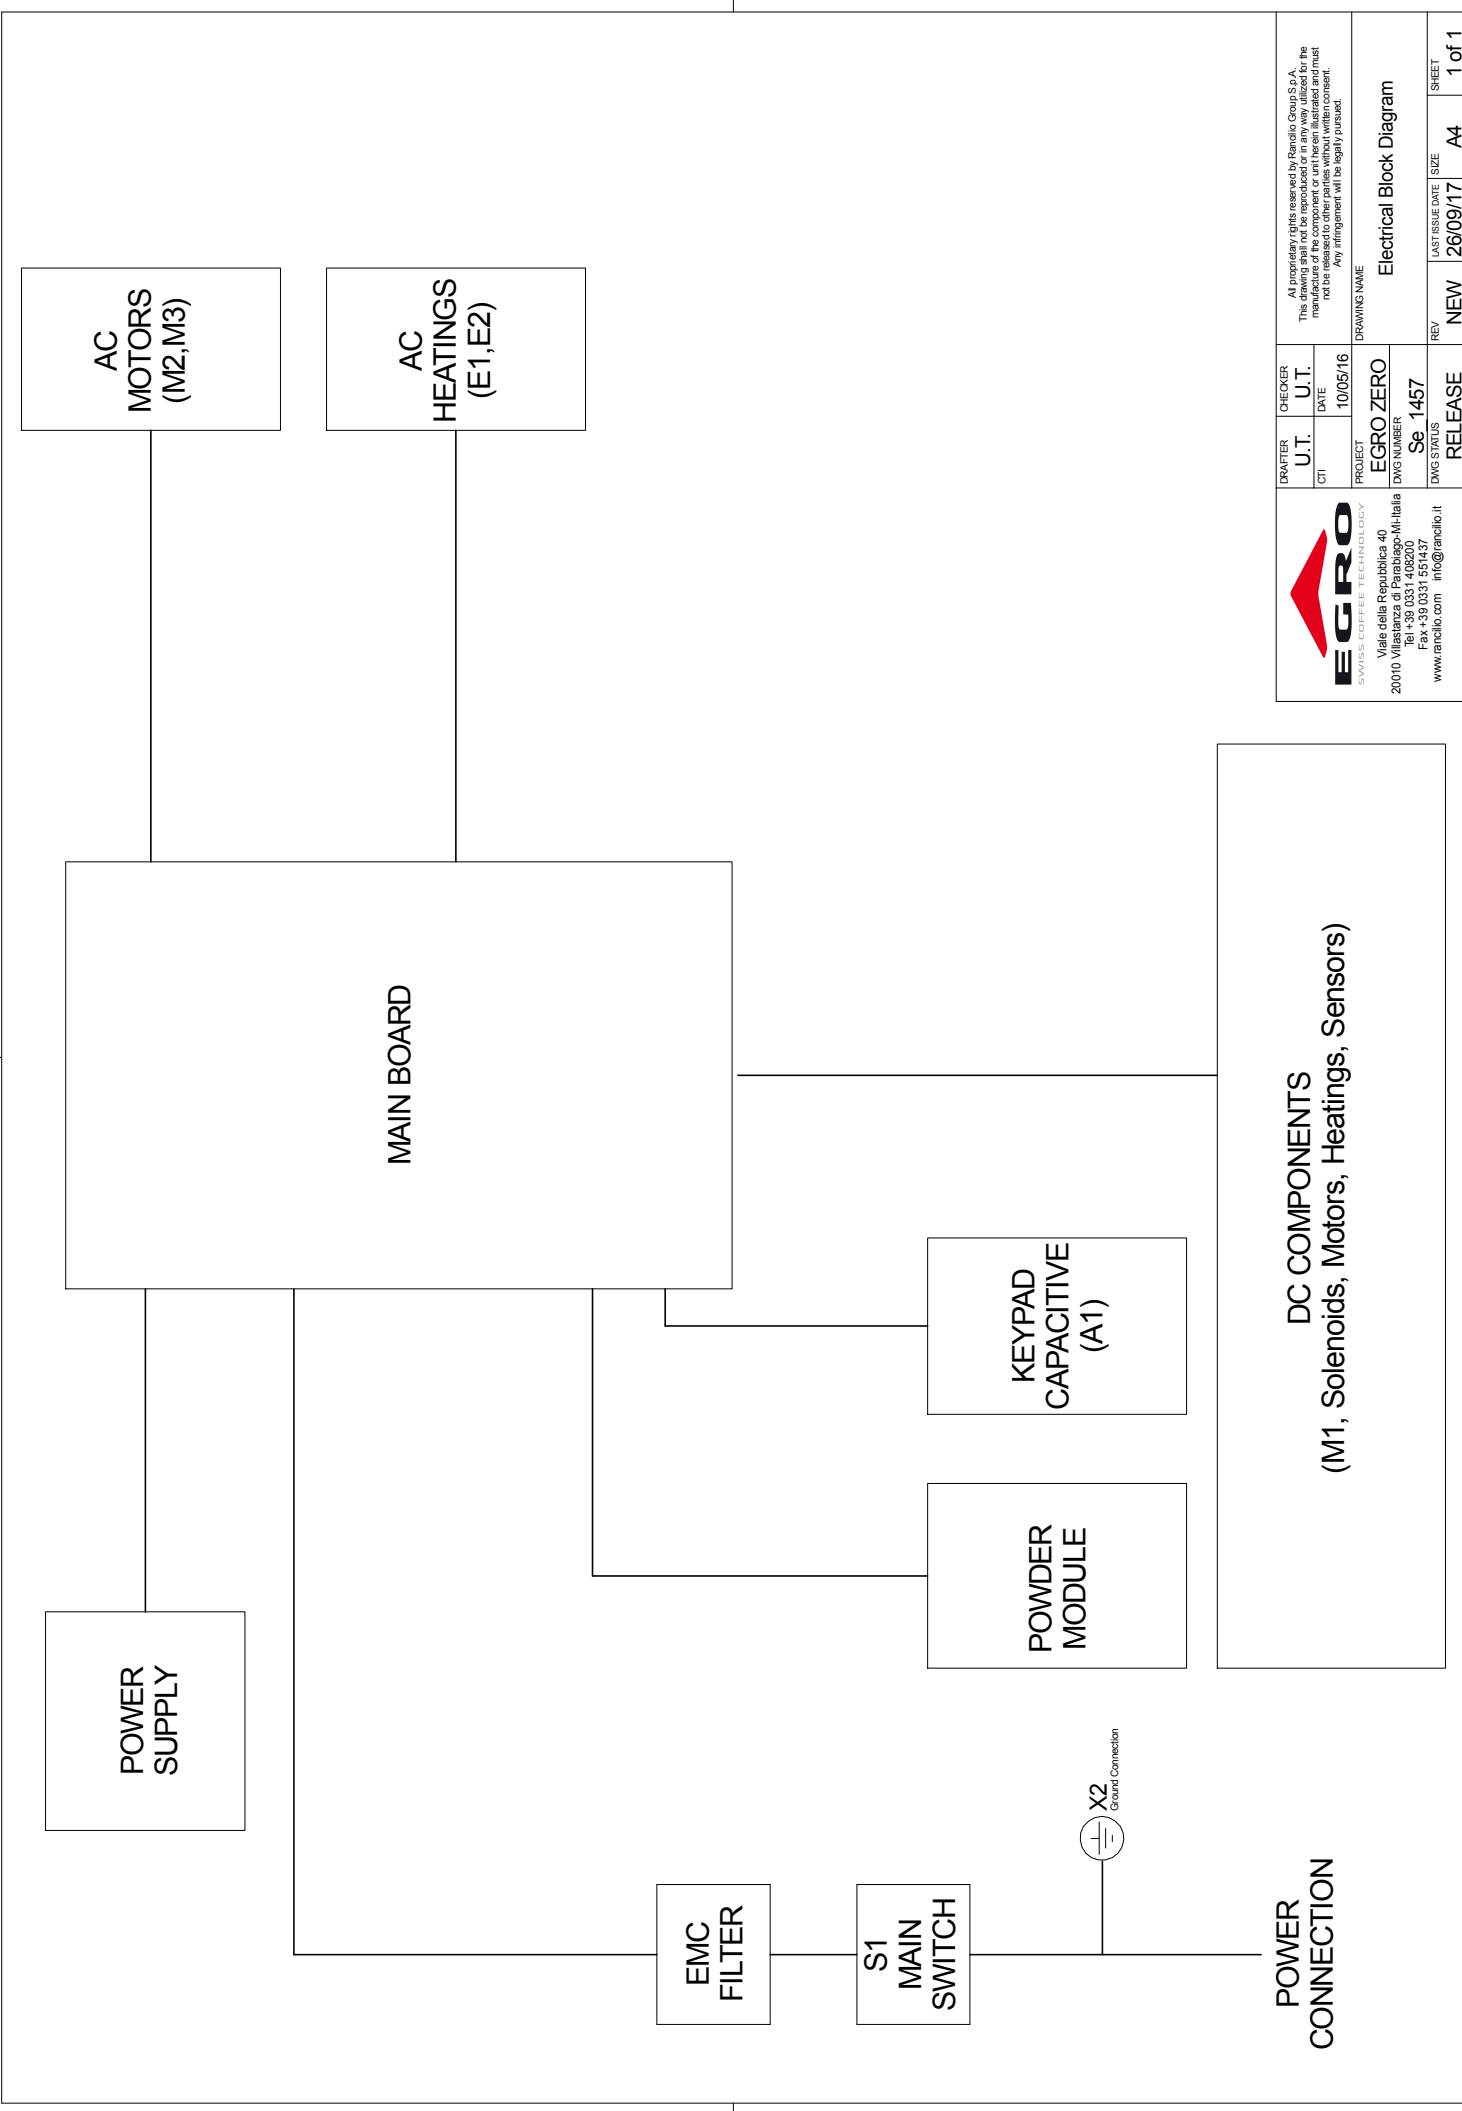 POWER
SUPPLY
MAIN BOARD
AC
MOTORS
(M2,M3)
AC
HEATINGS
(E1,E2)
EMC
FILTER
S1
MAIN
SWITCH
X2
Ground Connection
POWER
CONNECTION
POWDER
MODULE
KEYPAD
CAPACITIVE
(A1)
DC COMPONENTS
(M1, Solenoids, Motors, Heatings, Sensors)
EGRO
SWISS COFFEE TECHNOLOGY
Viale della Repubblica 40
20010 Villastanza di Parabiago-MI-Italia
Tel +39 0331 408200
Fax +39 0331 551437
www.rancilio.com info@rancilio.it
DRAFTER
U.T.
CHECKER
U.T.
CTI
DATE
10/05/16
All proprietary rights reserved by Rancilio Group S.p.A.
This drawing shall not be reproduced or in any way utilized for the
manufacture of the component or unit herein illustrated and must
not be released to other parties without written consent.
Any infringement will be legally pursued.
PROJECT
EGRO ZERO
DRAWING NAME
Electrical Block Diagram
DWG NUMBER
Se_1457
DWG STATUS
RELEASE
REV
NEW
LAST ISSUE DATE
26/09/17
SIZE
A4
SHEET
1 of 1